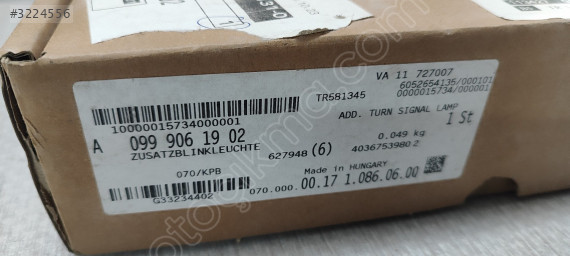 #3224556
VA 11 727007
6052654135/000101
0000015734/000001
TR581345
10000015734000001
ADD. TURN SIGNAL LAMP
1 St
A 099 906 19 02
ZUSATZBLINKLEUCHTE
627948 (6)
0.049 kg
4036753980 2
Made in HUNGARY
070/KPB
G33234402
070.000.00.17 1.086.06.00